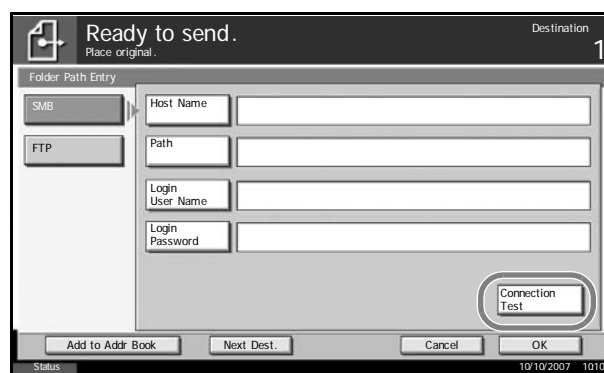 Ready to send.
Destination
Place original.
1
Folder Path Entry
SMB
Host Name
FTP
Path
Login
User Name
Login
Password
Connection
Test
Add to Addr Book
Next Dest.
Cancel
OK
Status
10/10/2007 1010